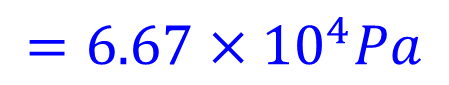 = 6.67 × 10⁴ Pa